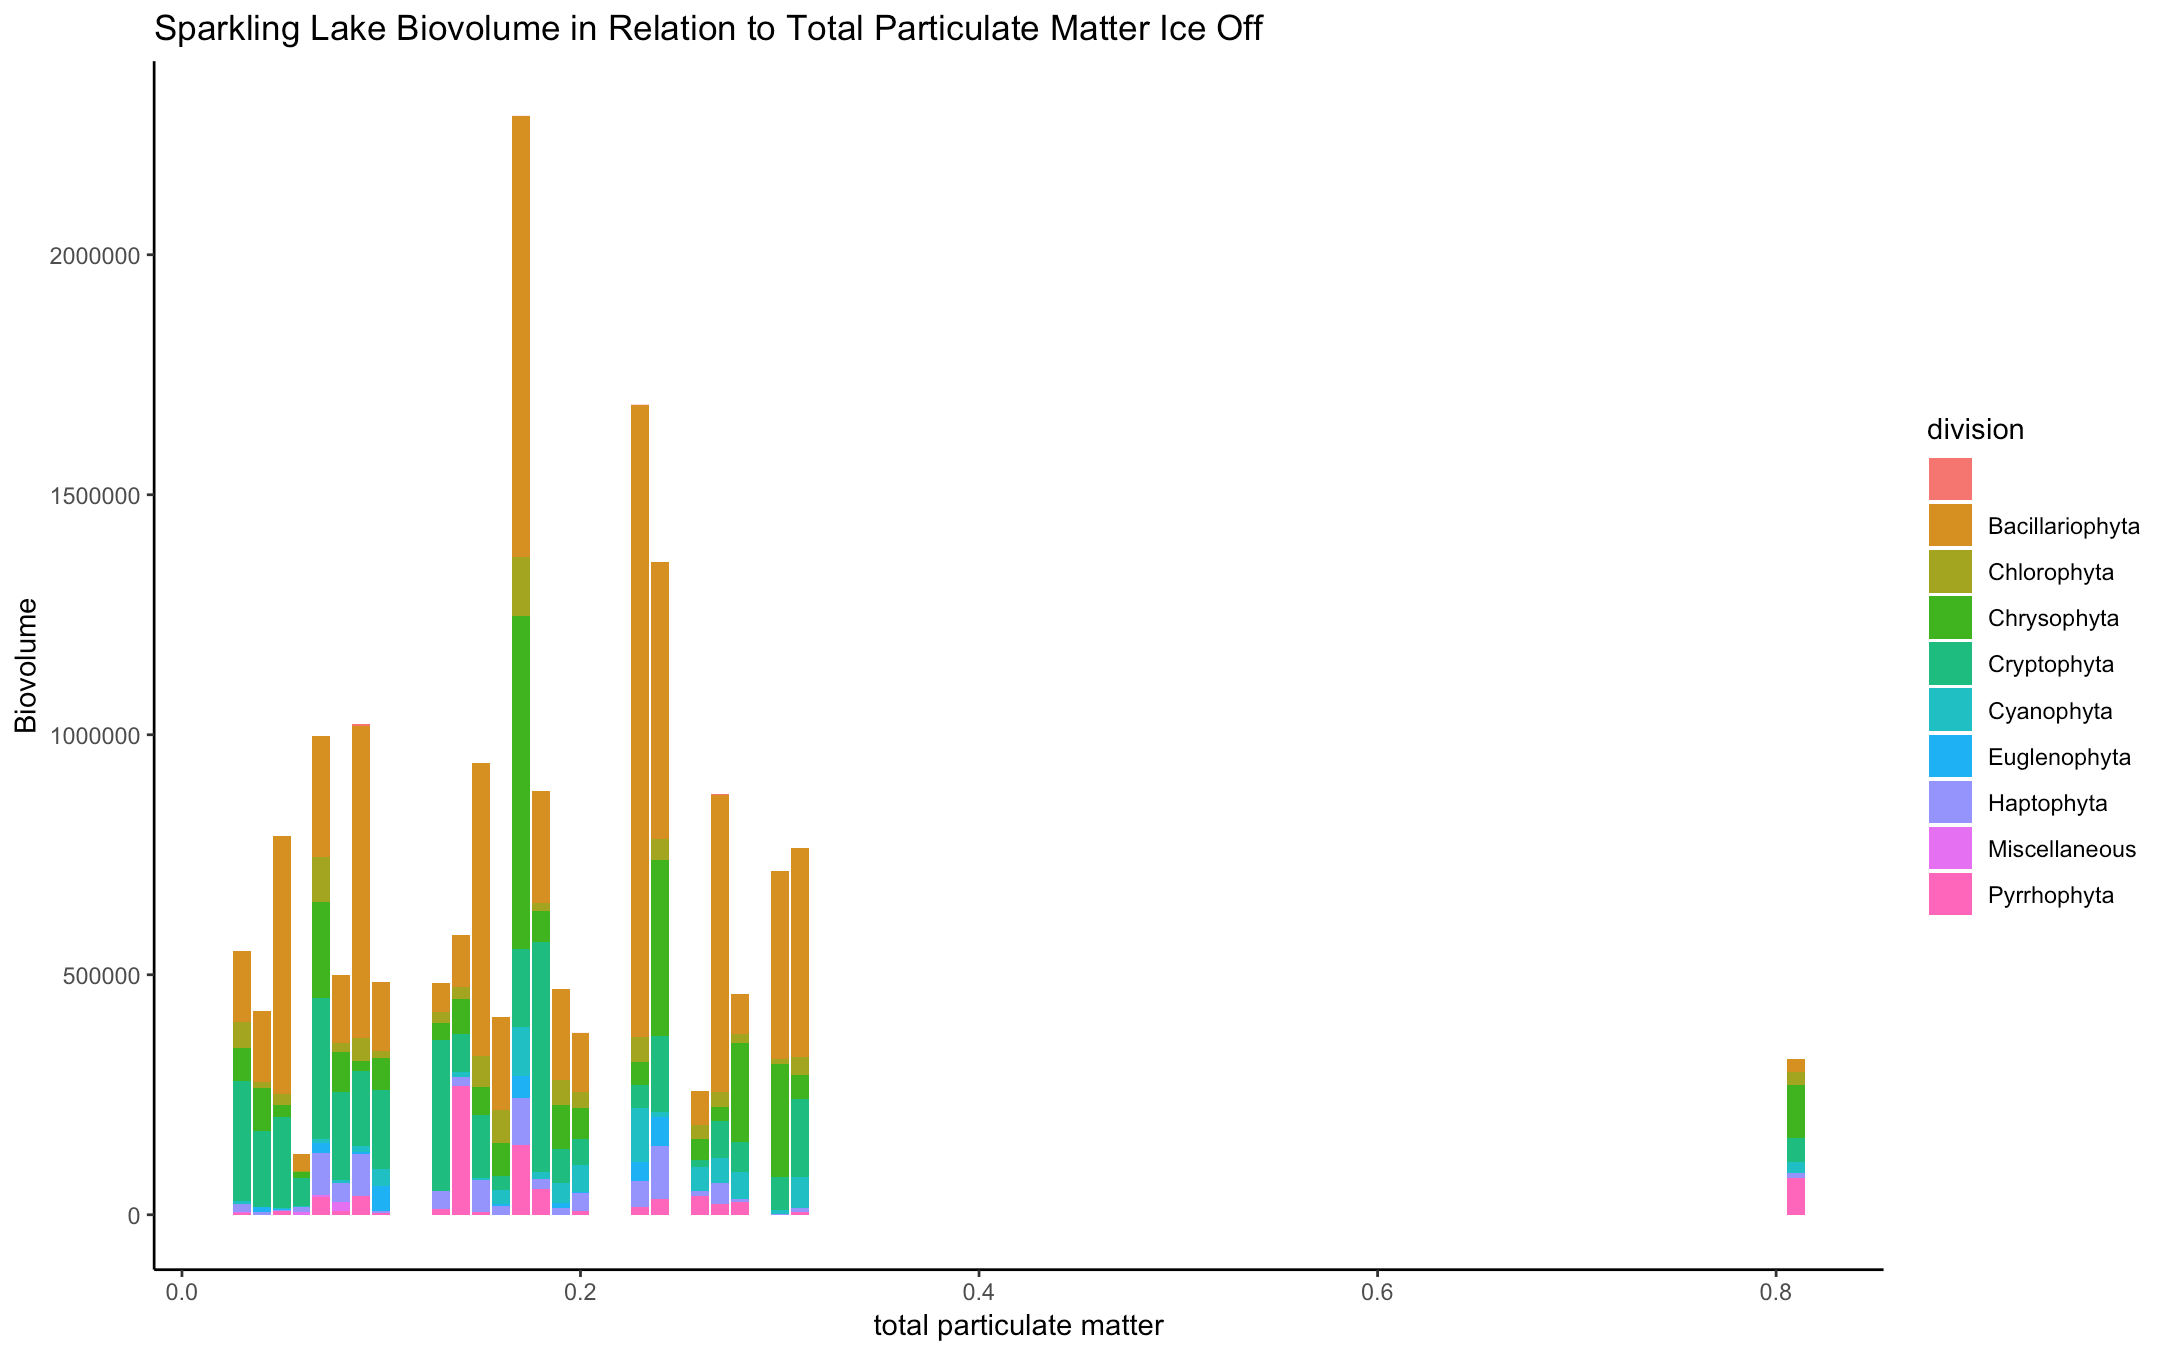 Sparkling Lake Biovolume in Relation to Total Particulate Matter Ice Off
Biovolume
2000000
1500000
1000000
500000
0
0.0
0.2
0.4
0.6
0.8
total particulate matter
division
Bacillariophyta
Chlorophyta
Chrysophyta
Cryptophyta
Cyanophyta
Euglenophyta
Haptophyta
Miscellaneous
Pyrrhophyta